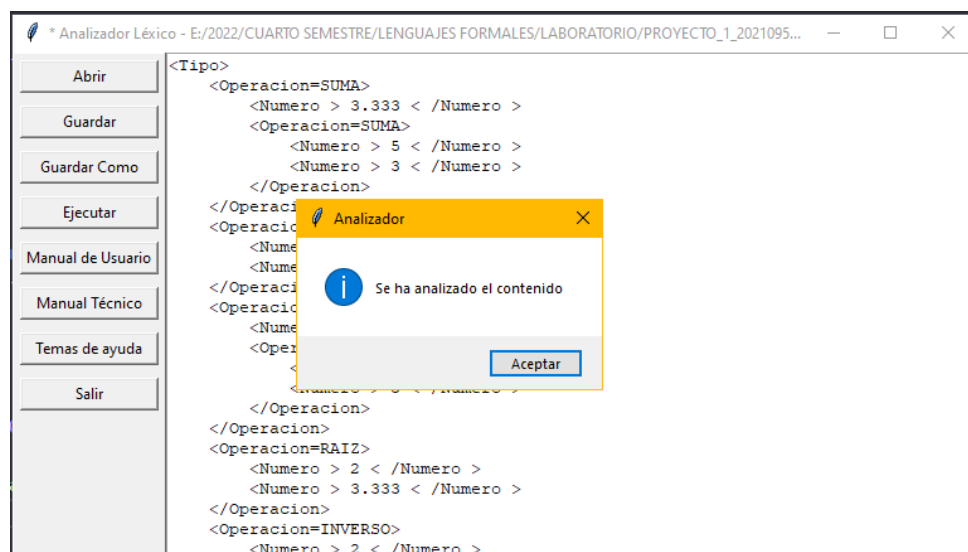 * Analizador Léxico - E:/2022/CUARTO SEMESTRE/LENGUAJES FORMALES/LABORATORIO/PROYECTO_1_2021095...
Abrir
Guardar
Guardar Como
Ejecutar
Manual de Usuario
Manual Técnico
Temas de ayuda
Salir
<Tipo>
<Operacion=SUMA>
<Numero > 3.333 < /Numero >
<Operacion=SUMA>
<Numero > 5 < /Numero >
<Numero > 3 < /Numero >
</Operacion>
</Operaci
<Operacio
<Nume
<Nume
</Operaci
<Operacio
<Nume
<Oper
<
</Operacion>
</Operacion>
<Operacion=RAIZ>
<Numero > 2 < /Numero >
<Numero > 3.333 < /Numero >
</Operacion>
<Operacion=INVERSO>
<Numero > 2 < /Numero >
Analizador
Se ha analizado el contenido
Aceptar